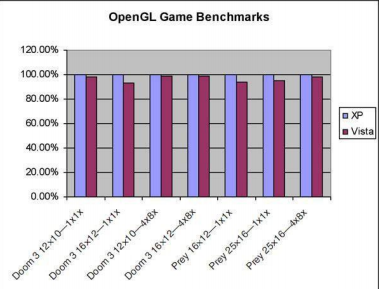 OpenGL Game Benchmarks
120.00%
100.00%
80.00%
60.00%
40.00%
20.00%
0.00%
Doom 3 12x10—1x1x
Doom 3 16x12—1x1x
Doom 3 12x10—4x8x
Doom 3 16x12—4x8x
Prey 16x12—1x1x
Prey 25x16—1x1x
Prey 25x16—4x8x
XP
Vista